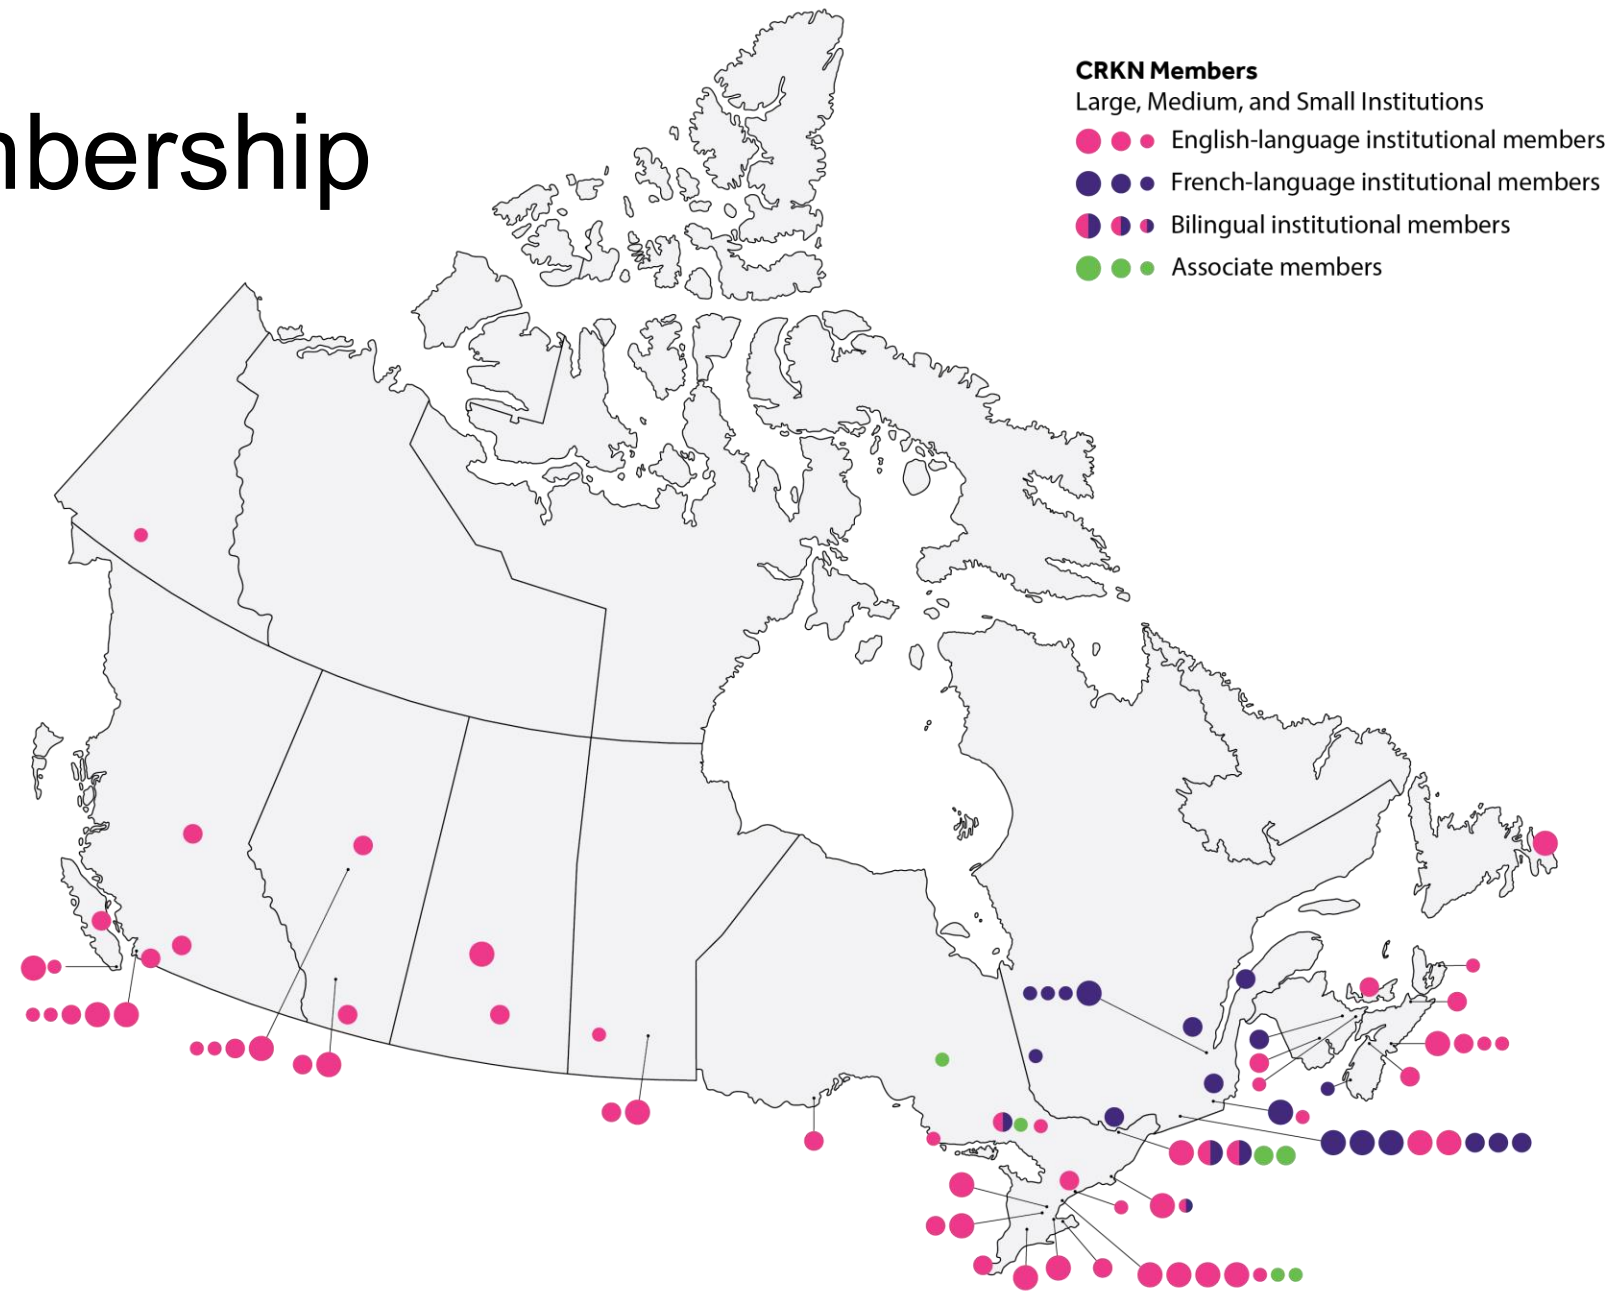 mbership
CRKN Members
Large, Medium, and Small Institutions
English-language institutional members
French-language institutional members
Bilingual institutional members
Associate members